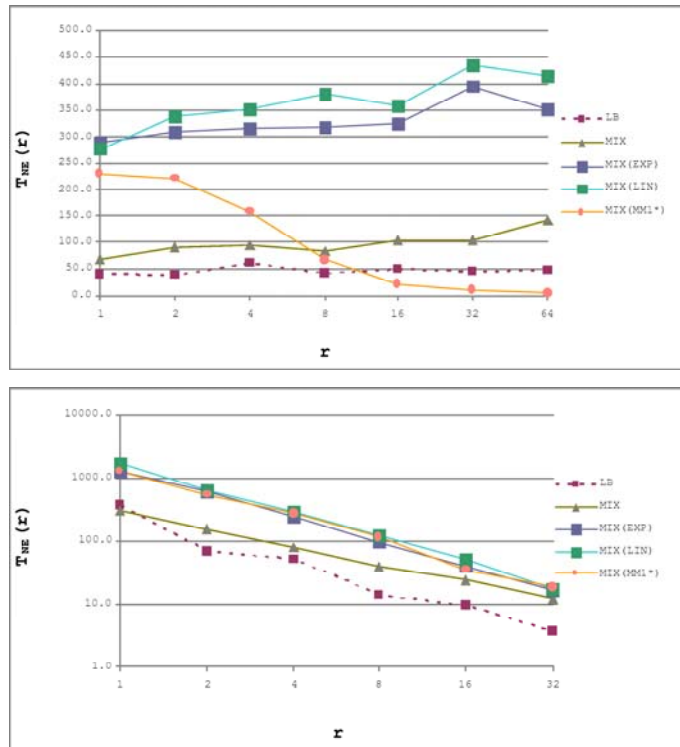 500.0
450.0
400.0
350.0
300.0
250.0
200.0
150.0
100.0
50.0
0.0
T_NE (r)
1 2 4 8 16 32 64
r
LB
MIX
MIX(EXP)
MIX(LIN)
MIX(MM1*)
10000.0
1000.0
100.0
10.0
1.0
T_NE (r)
1 2 4 8 16 32
r
LB
MIX
MIX(EXP)
MIX(LIN)
MIX(MM1*)